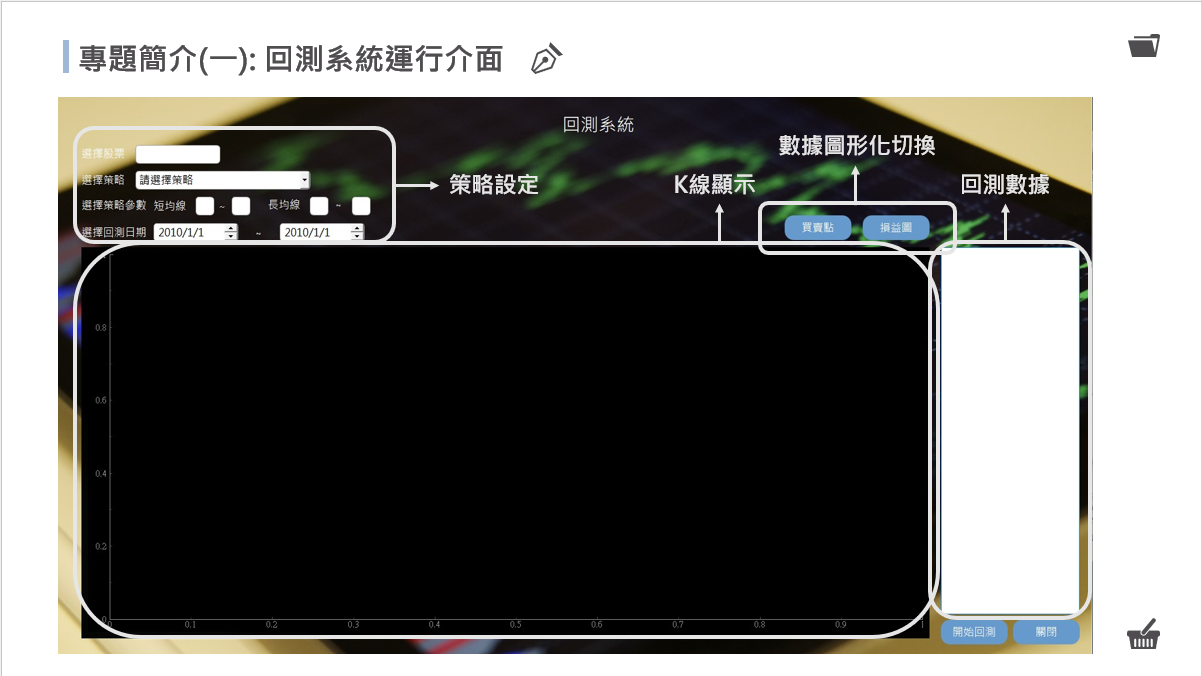 專題簡介(一): 回測系統運行介面
回測系統
選擇股票
選擇策略 請選擇策略
選擇策略參數 短均線 ~ 長均線 ~
選擇回測日期 2010/1/1 ~ 2010/1/1
策略設定
K線顯示
數據圖形化切換
回測數據
買賣點 損益圖
0.8
0.6
0.4
0.2
0
0.1 0.2 0.3 0.4 0.5 0.6 0.7 0.8 0.9 1
開始回測 關閉